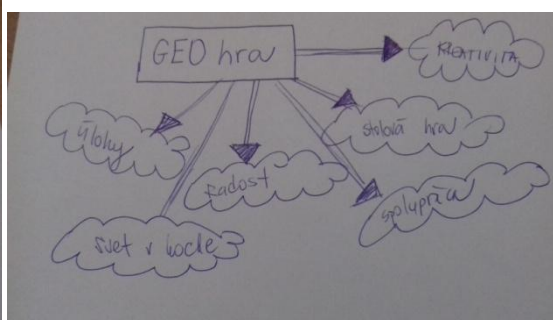 GEO hra
KREATIVITA
Úlohy
stolová hra
radosť
spolupráca
svet v kocke